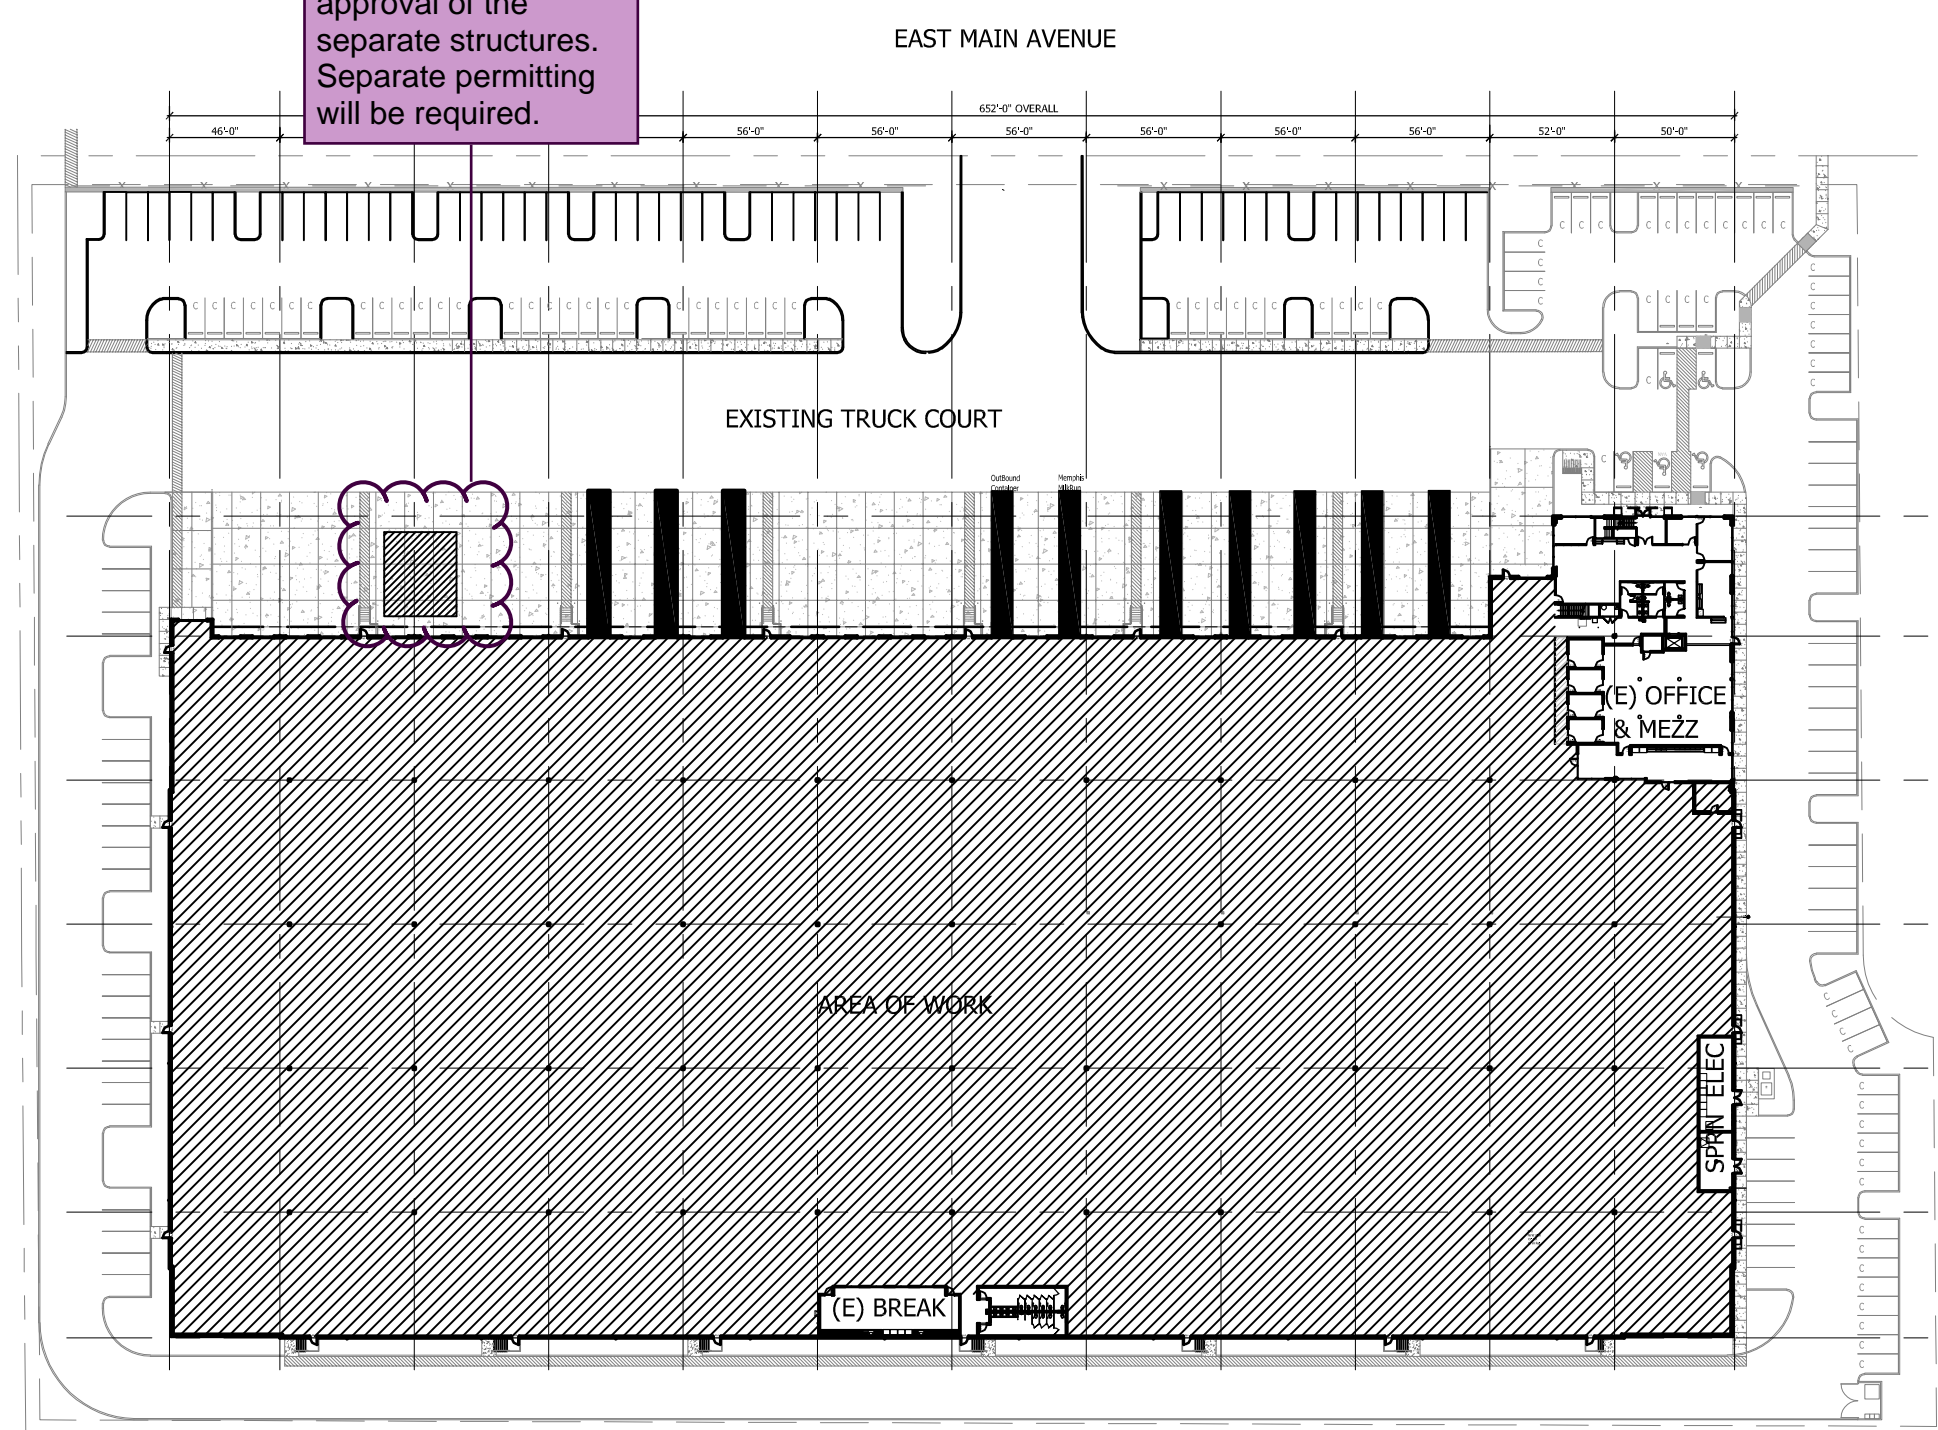 approval of the
separate structures.
Separate permitting
will be required.
EAST MAIN AVENUE
652'-0" OVERALL
46'-0" 56'-0" 56'-0" 56'-0" 56'-0" 56'-0" 56'-0" 52'-0" 50'-0"
EXISTING TRUCK COURT
OutBound
Container
Memphis
MilkRun
(E) OFFICE
& MEZZ
AREA OF WORK
SPRN ELEC
(E) BREAK